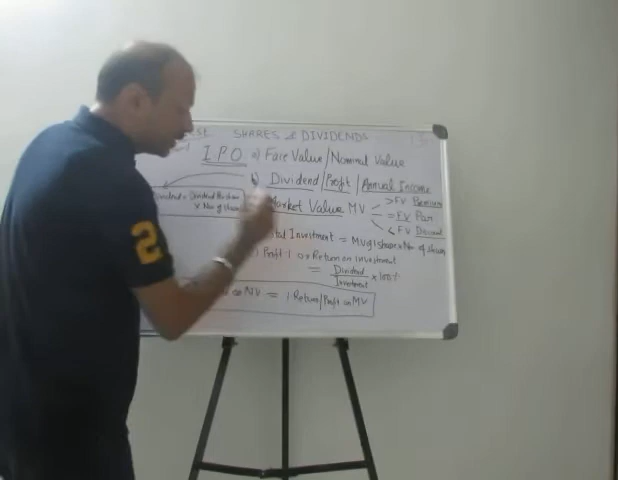 SHARES & DIVIDENDS
IPO a) Face Value/Nominal Value
b) Dividend/Profit/Annual Income
Dividend = Dividend Per share
x No of shares
Market Value MV
> FV Premium
= FV Par
< FV Discount
Total Investment = MV of 1 share x No of shares
Profit % or Return on investment
= Dividend
Investment
x 100%
NV = % Return/Profit on MV
2